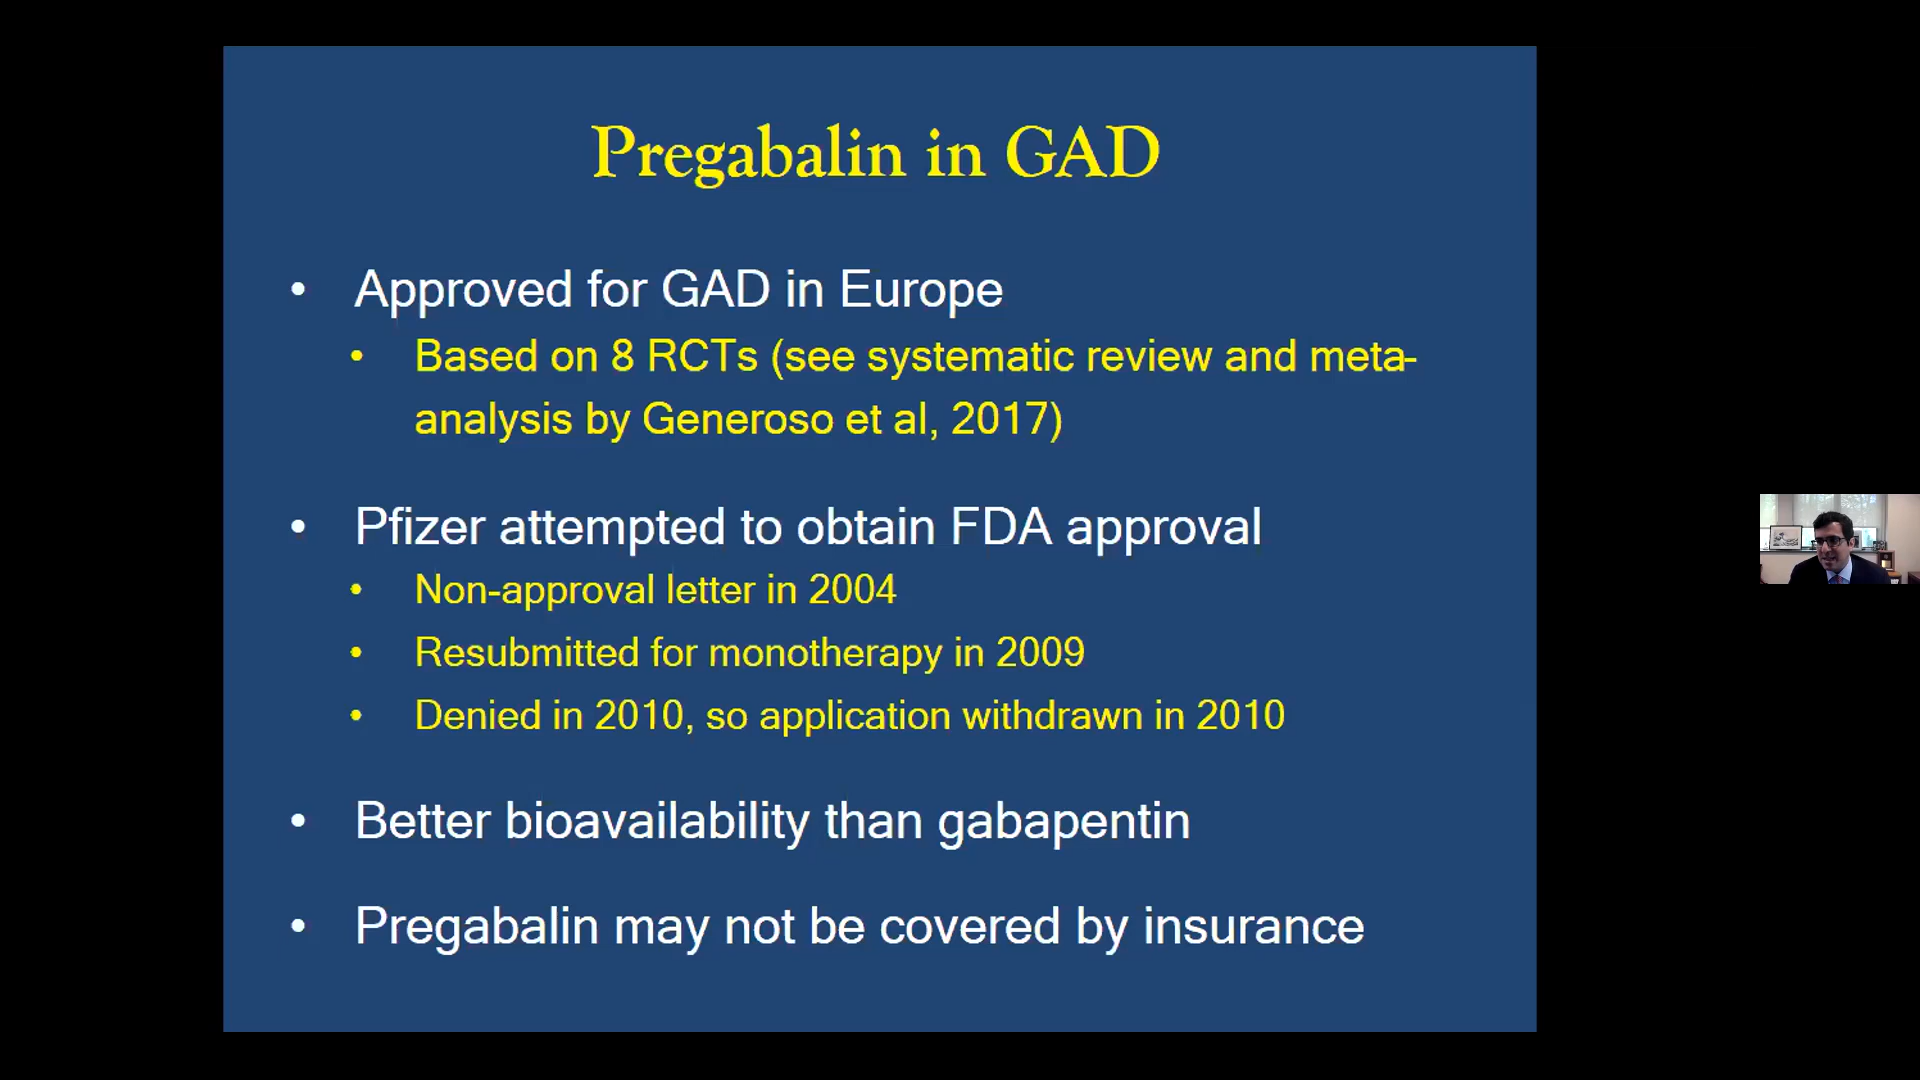 Pregabalin in GAD
• Approved for GAD in Europe
• Based on 8 RCTs (see systematic review and meta-
analysis by Generoso et al, 2017)
• Pfizer attempted to obtain FDA approval
• Non-approval letter in 2004
• Resubmitted for monotherapy in 2009
• Denied in 2010, so application withdrawn in 2010
• Better bioavailability than gabapentin
• Pregabalin may not be covered by insurance